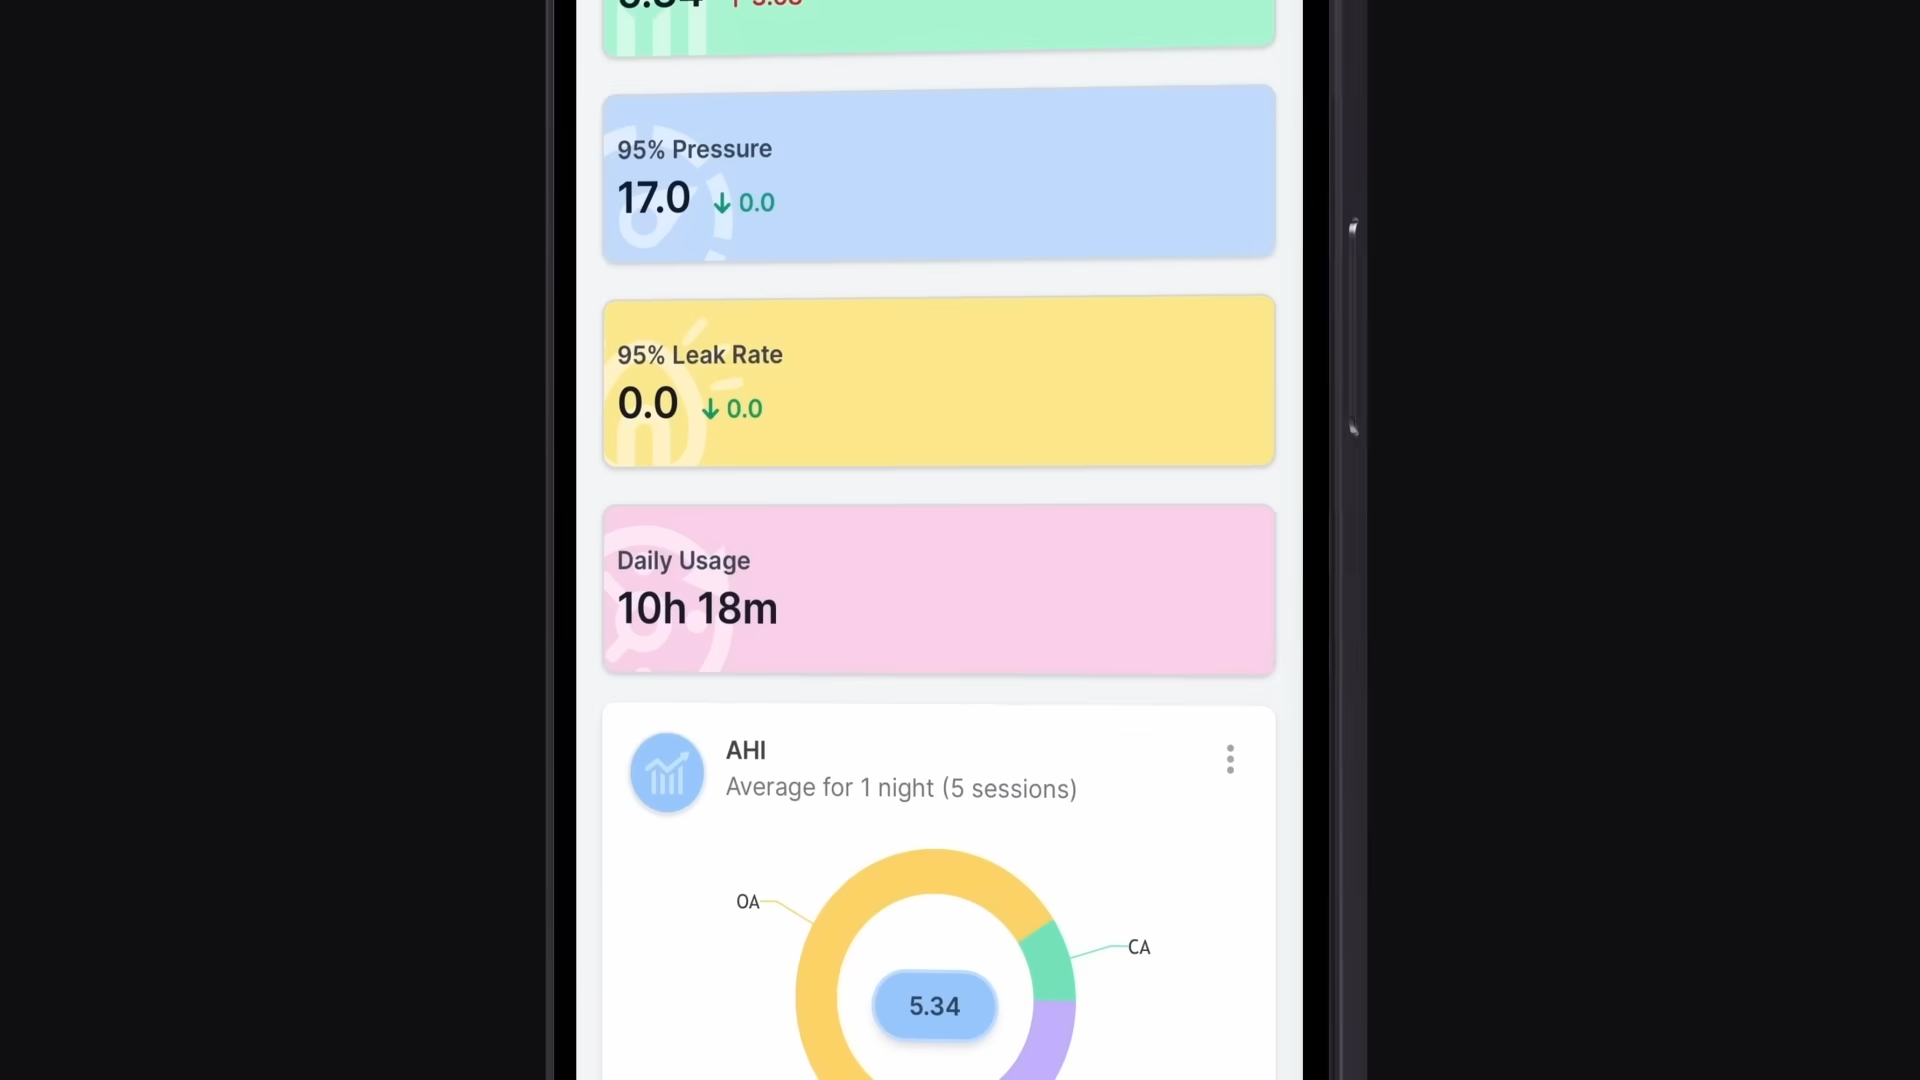 95% Pressure
17.0 ↓ 0.0
95% Leak Rate
0.0 ↓ 0.0
Daily Usage
10h 18m
AHI
Average for 1 night (5 sessions)
OA
CA
5.34